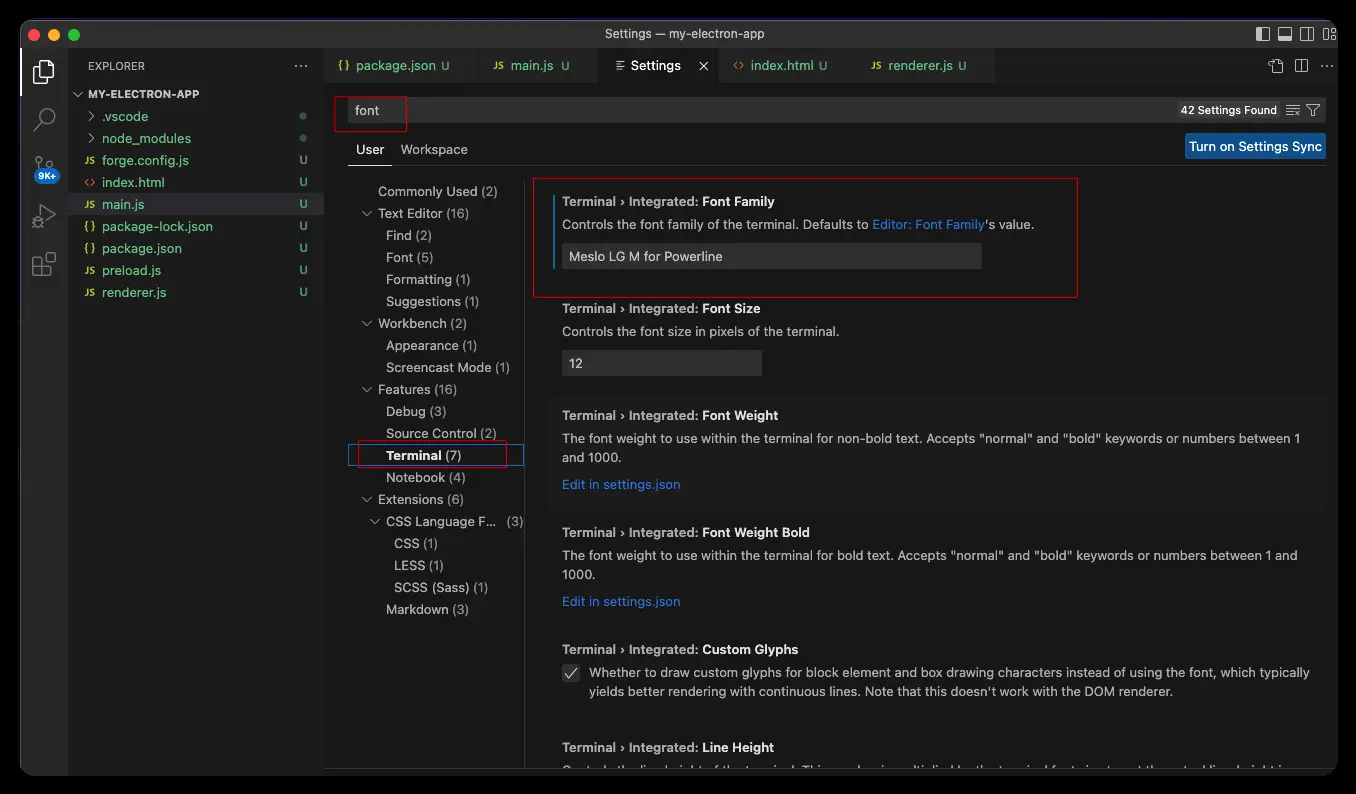 Settings — my-electron-app
EXPLORER
MY-ELECTRON-APP
.vscode
node_modules
JS forge.config.js U
<> index.html U
JS main.js U
{} package-lock.json U
{} package.json U
JS preload.js U
JS renderer.js U
9K+
{} package.json U
JS main.js U
Settings
<> index.html U
JS renderer.js U
font
42 Settings Found
User
Workspace
Turn on Settings Sync
Commonly Used (2)
Text Editor (16)
Find (2)
Font (5)
Formatting (1)
Suggestions (1)
Workbench (2)
Appearance (1)
Screencast Mode (1)
Features (16)
Debug (3)
Source Control (2)
Terminal (7)
Notebook (4)
Extensions (6)
CSS Language F... (3)
CSS (1)
LESS (1)
SCSS (Sass) (1)
Markdown (3)
Terminal › Integrated: Font Family
Controls the font family of the terminal. Defaults to Editor: Font Family's value.
Meslo LG M for Powerline
Terminal › Integrated: Font Size
Controls the font size in pixels of the terminal.
12
Terminal › Integrated: Font Weight
The font weight to use within the terminal for non-bold text. Accepts "normal" and "bold" keywords or numbers between 1
and 1000.
Edit in settings.json
Terminal › Integrated: Font Weight Bold
The font weight to use within the terminal for bold text. Accepts "normal" and "bold" keywords or numbers between 1 and
1000.
Edit in settings.json
Terminal › Integrated: Custom Glyphs
Whether to draw custom glyphs for block element and box drawing characters instead of using the font, which typically
yields better rendering with continuous lines. Note that this doesn't work with the DOM renderer.
Terminal › Integrated: Line Height